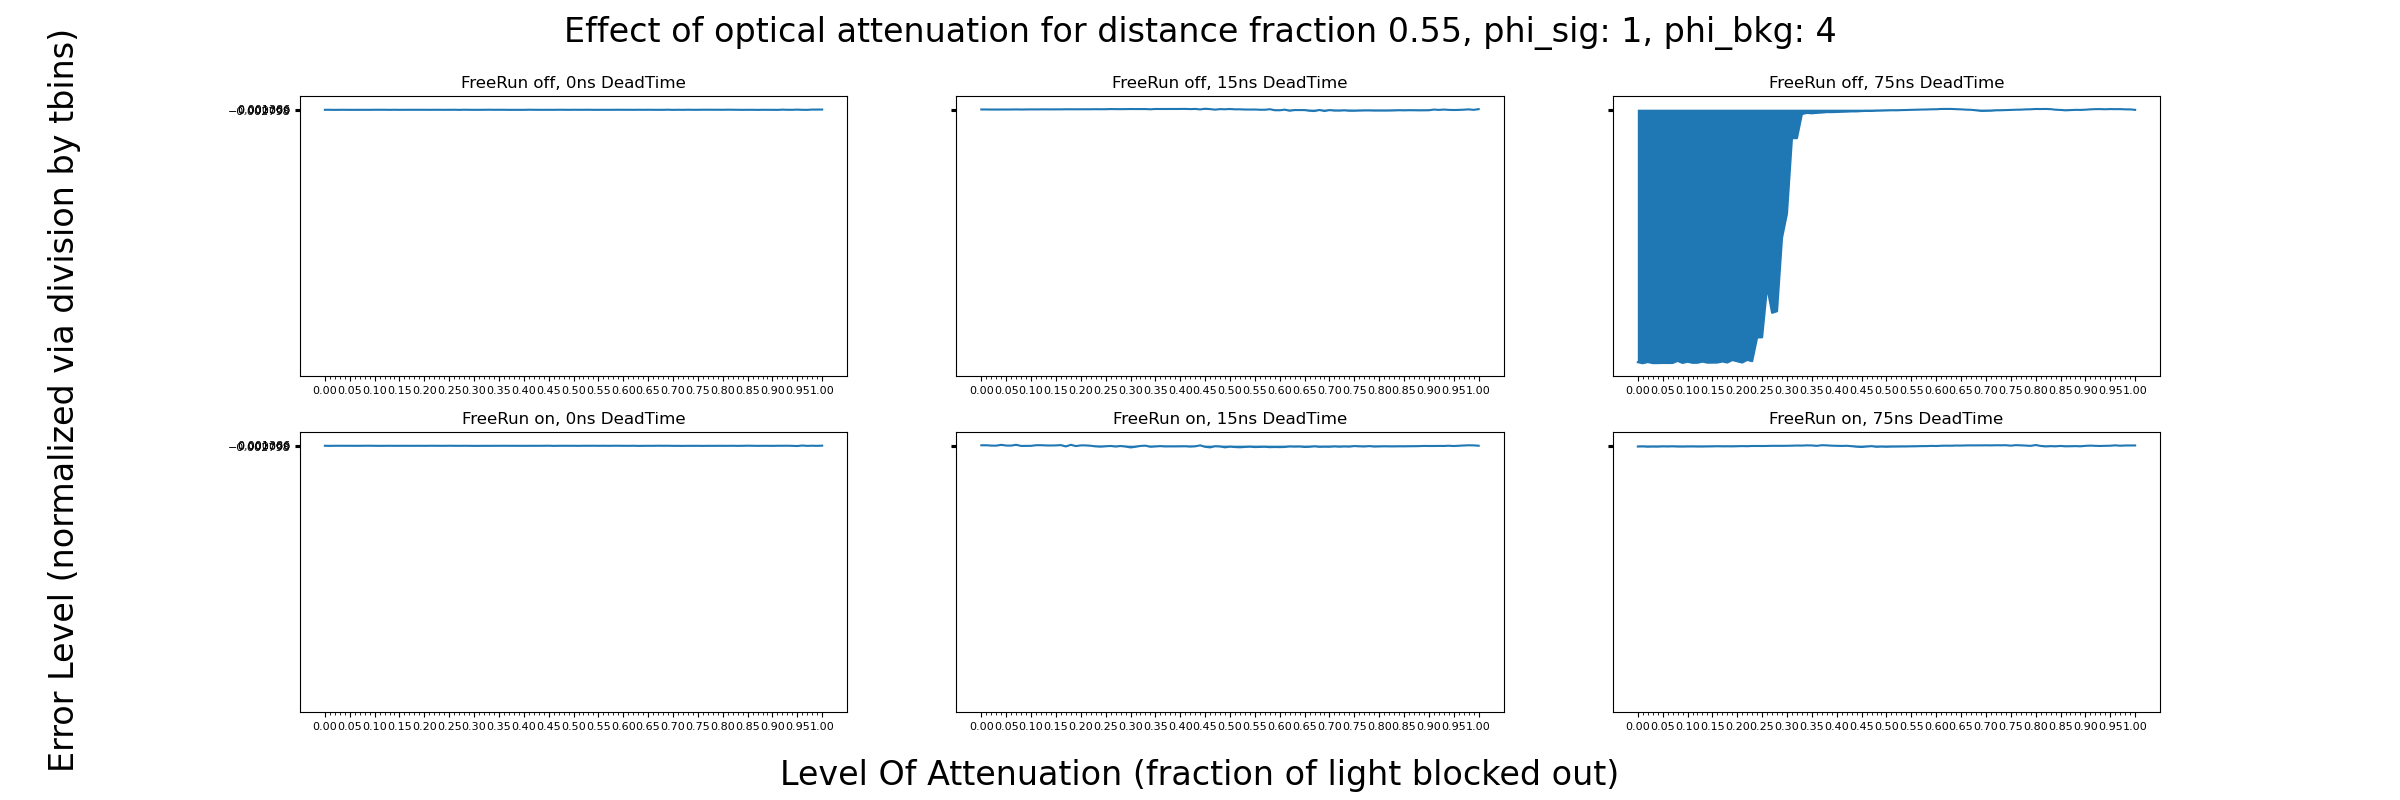 Effect of optical attenuation for distance fraction 0.55, phi_sig: 1, phi_bkg: 4
Error Level (normalized via division by tbins)
FreeRun off, 0ns DeadTime
FreeRun off, 15ns DeadTime
FreeRun off, 75ns DeadTime
0.00 0.05 0.10 0.15 0.20 0.25 0.30 0.35 0.40 0.45 0.50 0.55 0.60 0.65 0.70 0.75 0.80 0.85 0.90 0.95 1.00
0.00 0.05 0.10 0.15 0.20 0.25 0.30 0.35 0.40 0.45 0.50 0.55 0.60 0.65 0.70 0.75 0.80 0.85 0.90 0.95 1.00
0.00 0.05 0.10 0.15 0.20 0.25 0.30 0.35 0.40 0.45 0.50 0.55 0.60 0.65 0.70 0.75 0.80 0.85 0.90 0.95 1.00
FreeRun on, 0ns DeadTime
FreeRun on, 15ns DeadTime
FreeRun on, 75ns DeadTime
0.00 0.05 0.10 0.15 0.20 0.25 0.30 0.35 0.40 0.45 0.50 0.55 0.60 0.65 0.70 0.75 0.80 0.85 0.90 0.95 1.00
0.00 0.05 0.10 0.15 0.20 0.25 0.30 0.35 0.40 0.45 0.50 0.55 0.60 0.65 0.70 0.75 0.80 0.85 0.90 0.95 1.00
0.00 0.05 0.10 0.15 0.20 0.25 0.30 0.35 0.40 0.45 0.50 0.55 0.60 0.65 0.70 0.75 0.80 0.85 0.90 0.95 1.00
Level Of Attenuation (fraction of light blocked out)